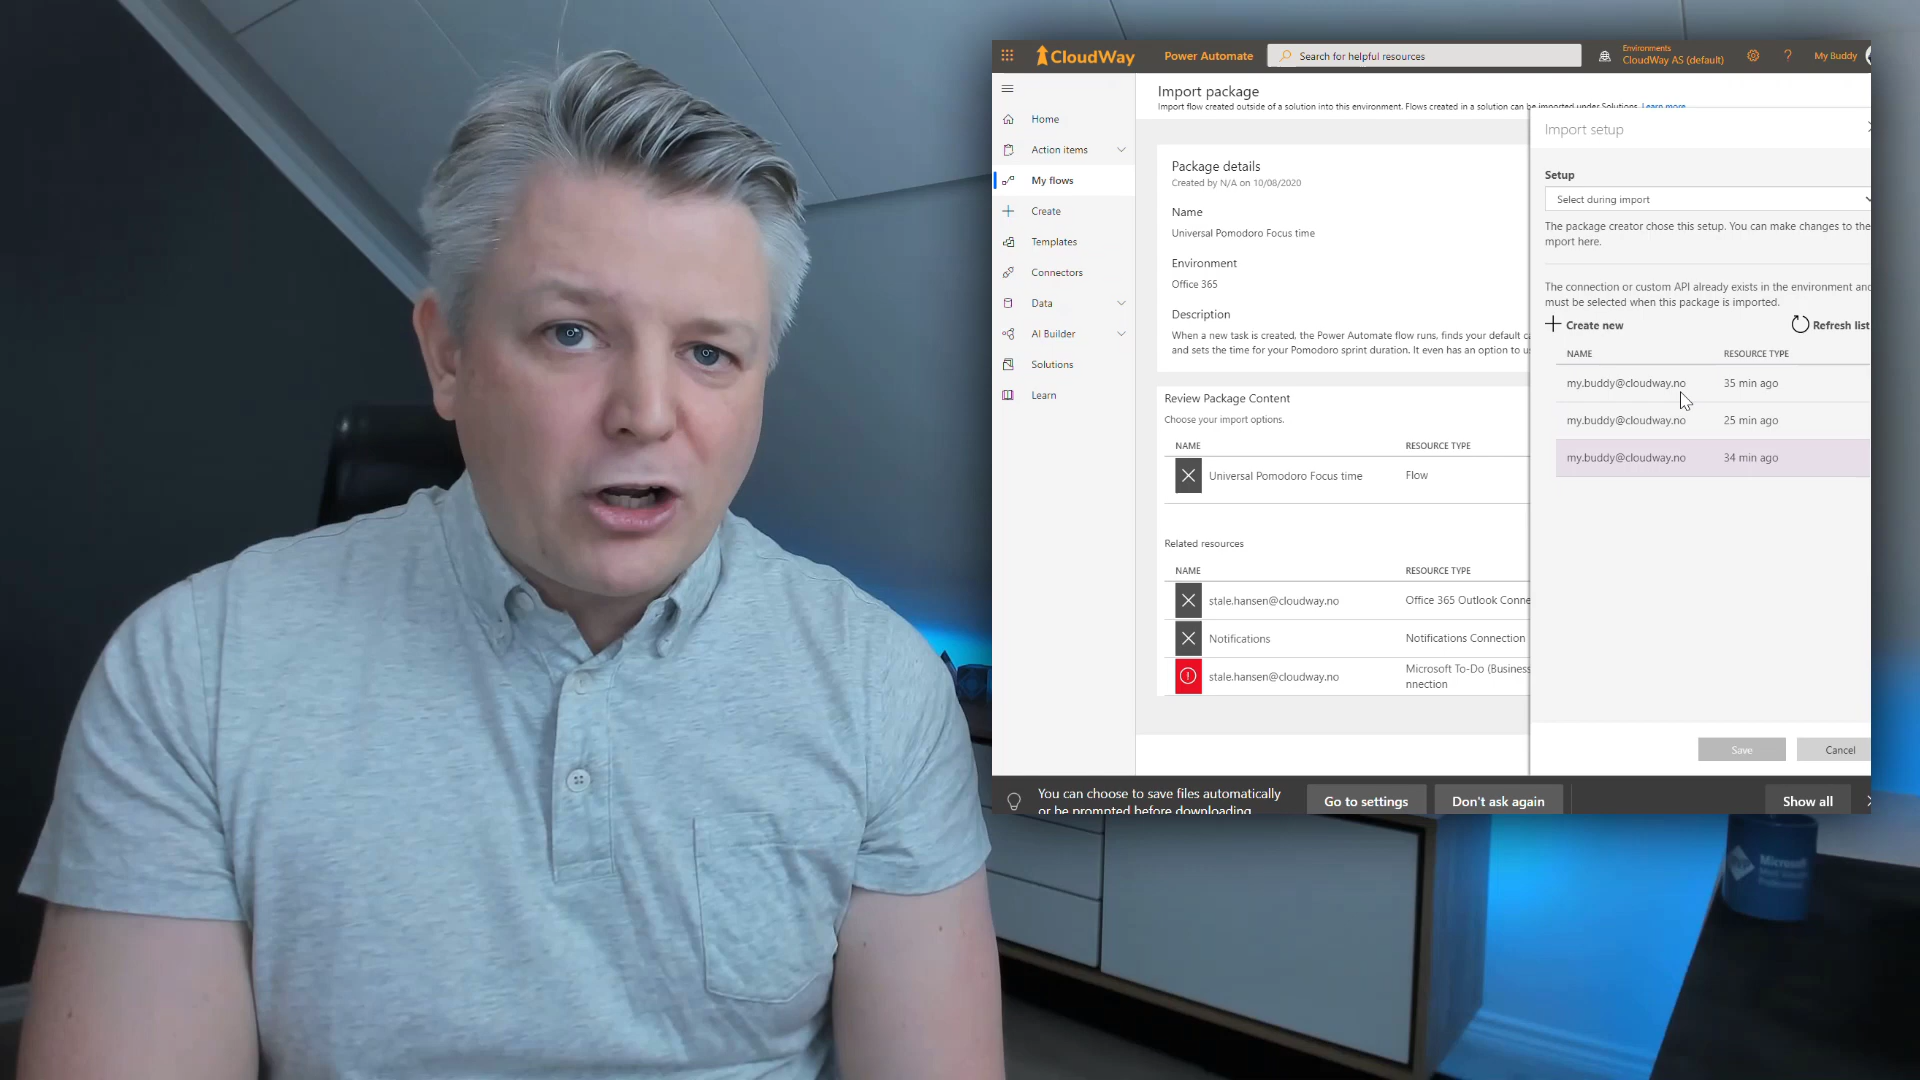 CloudWay
Power Automate
Search for helpful resources
Environments
CloudWay AS (default)
?
My Buddy
Home
Action items
My flows
Create
Templates
Connectors
Data
AI Builder
Solutions
Learn
Import package
Import flow created outside of a solution into this environment. Flows created in a solution can be imported under Solutions. Learn more
Package details
Created by N/A on 10/08/2020
Name
Universal Pomodoro Focus time
Environment
Office 365
Description
When a new task is created, the Power Automate flow runs, finds your default ca
and sets the time for your Pomodoro sprint duration. It even has an option to us
Review Package Content
Choose your import options.
NAME RESOURCE TYPE
Universal Pomodoro Focus time Flow
Related resources
NAME RESOURCE TYPE
stale.hansen@cloudway.no Office 365 Outlook Conne
Notifications Notifications Connection
stale.hansen@cloudway.no Microsoft To-Do (Business
nnection
Import setup
Setup
Select during import
The package creator chose this setup. You can make changes to the
mport here.
The connection or custom API already exists in the environment and
must be selected when this package is imported.
Create new Refresh list
NAME RESOURCE TYPE
my.buddy@cloudway.no 35 min ago
my.buddy@cloudway.no 25 min ago
my.buddy@cloudway.no 34 min ago
Save Cancel
You can choose to save files automatically
or be prompted before downloading.
Go to settings Don't ask again Show all
Microsoft
Most Valuable
Professional